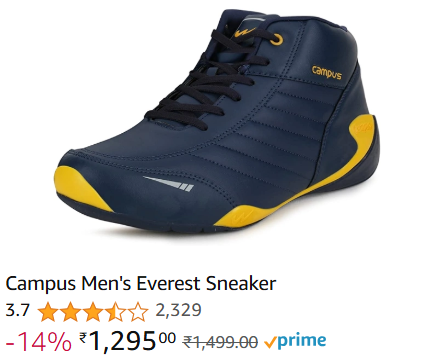 campus
Campus Men's Everest Sneaker
3.7 2,329
-14% ₹1,295⁰⁰ ₹1,499.00 prime